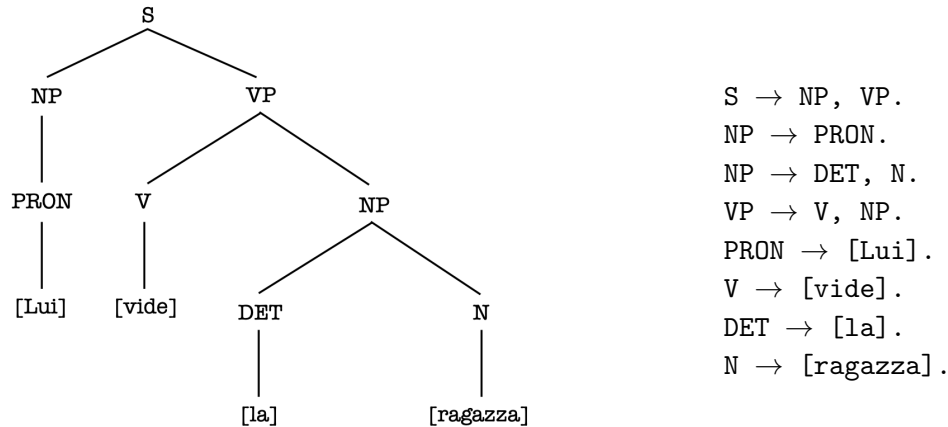 S
NP VP
PRON V NP
[Lui] [vide] DET N
[la] [ragazza]
S → NP, VP.
NP → PRON.
NP → DET, N.
VP → V, NP.
PRON → [Lui].
V → [vide].
DET → [la].
N → [ragazza].